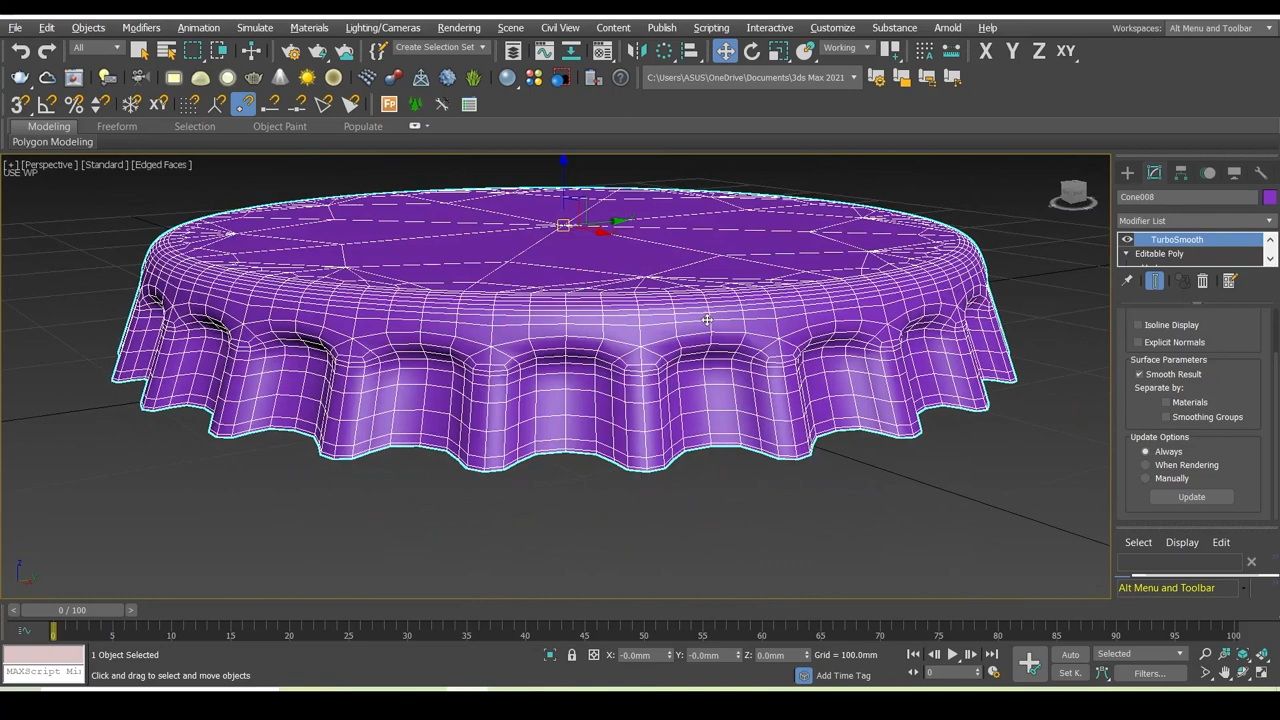 File Edit Objects Modifiers Animation Simulate Materials Lighting/Cameras Rendering Scene Civil View Content Publish Scripting Interactive Customize Substance Arnold Help Workspaces: Alt Menu and Toolbar
All Create Selection Set Working X Y Z XY
C:\Users\ASUS\OneDrive\Documents\3ds Max 2021
Modeling Freeform Selection Object Paint Populate
Polygon Modeling
[+] [Perspective ] [Standard ] [Edged Faces ]
USE WP
Cone008
Modifier List
TurboSmooth
Editable Poly
Isoline Display
Explicit Normals
Surface Parameters
Smooth Result
Separate by:
Materials
Smoothing Groups
Update Options
Always
When Rendering
Manually
Update
Select Display Edit
Alt Menu and Toolbar
< 0 / 100 >
0 5 10 15 20 25 30 35 40 45 50 55 60 65 70 75 80 85 90 95 100
1 Object Selected X: -0.0mm Y: -0.0mm Z: 0.0mm Grid = 100.0mm Auto Selected
MAXScript Mi Click and drag to select and move objects Add Time Tag 0 Set K. Filters...